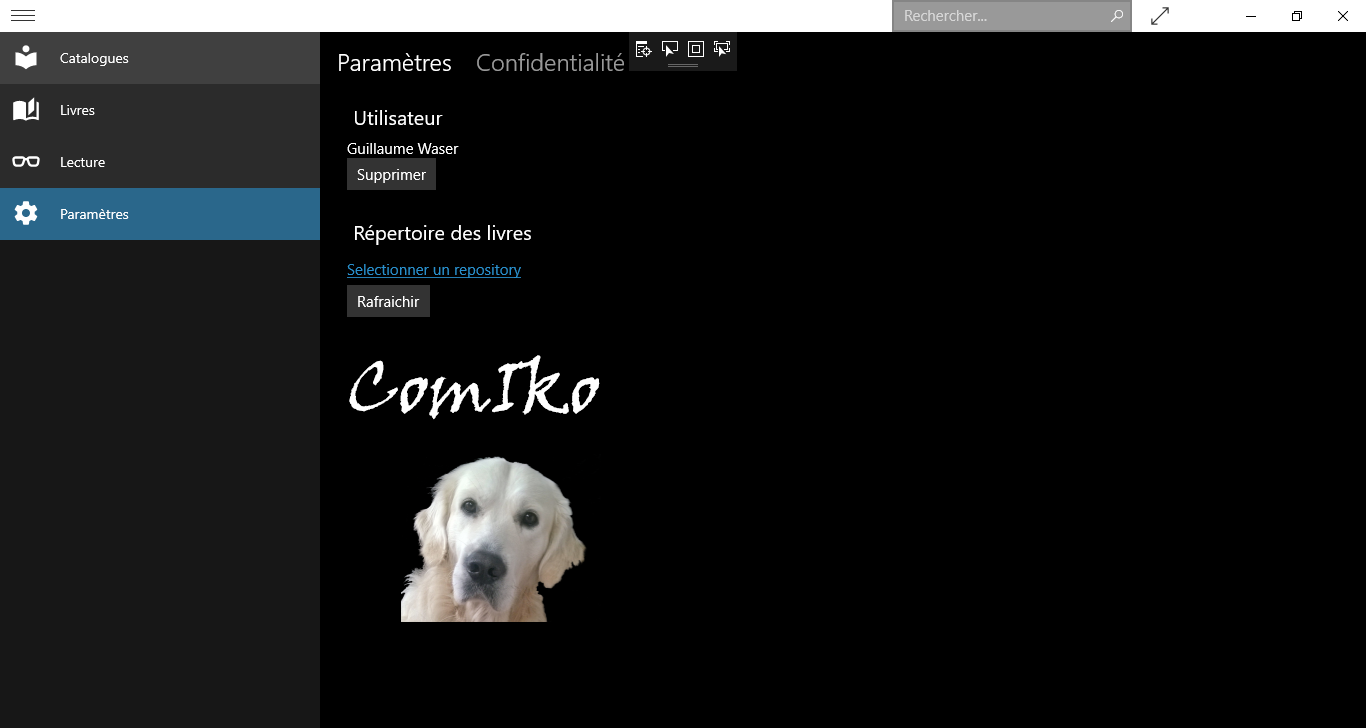 Rechercher...
Catalogues
Livres
Lecture
Paramètres
Paramètres Confidentialité
Utilisateur
Guillaume Waser
Supprimer
Répertoire des livres
Selectionner un repository
Rafraichir
ComIko